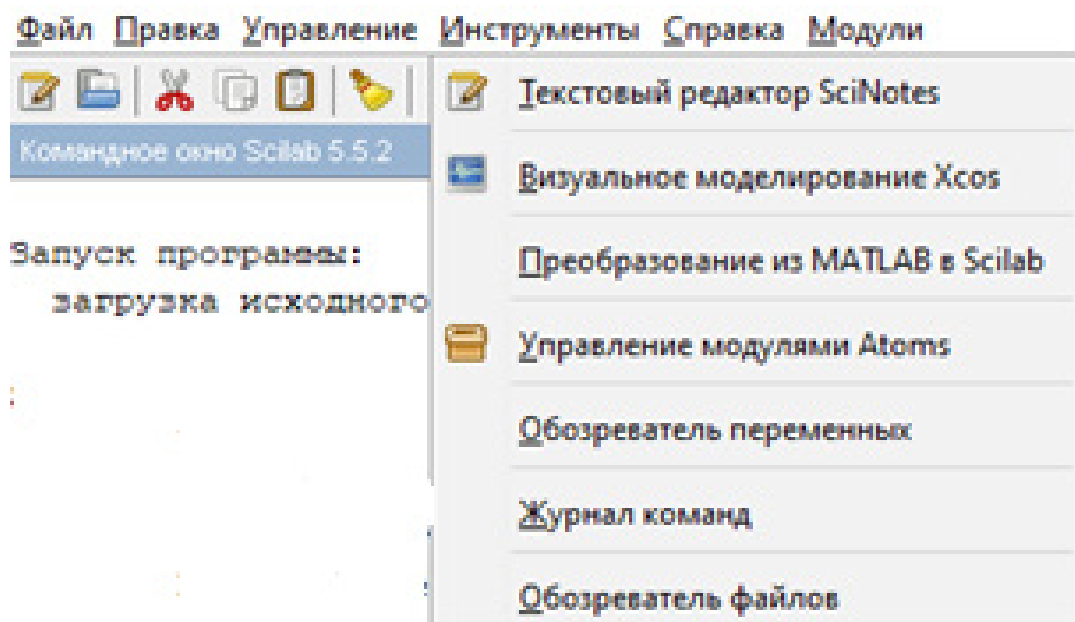 Файл Правка Управление Инструменты Справка Модули
Текстовый редактор SciNotes
Командное окно Scilab 5.5.2
Визуальное моделирование Xcos
Запуск программы:
Преобразование из MATLAB в Scilab
загрузка исходного
Управление модулями Atoms
Обозреватель переменных
Журнал команд
Обозреватель файлов